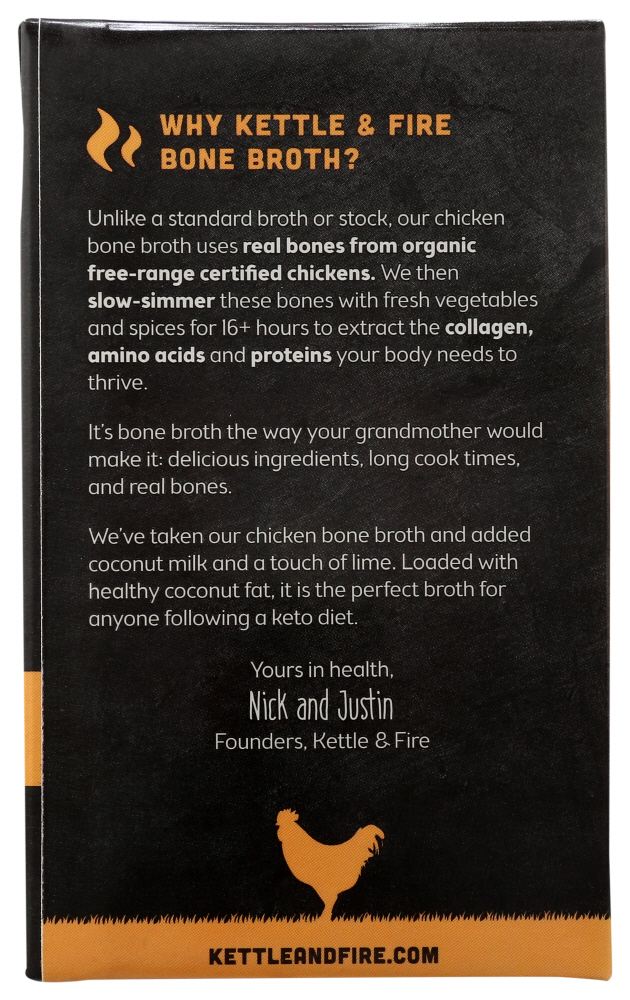 WHY KETTLE & FIRE
BONE BROTH?
Unlike a standard broth or stock, our chicken
bone broth uses real bones from organic
free-range certified chickens. We then
slow-simmer these bones with fresh vegetables
and spices for 16+ hours to extract the collagen,
amino acids and proteins your body needs to
thrive.
It's bone broth the way your grandmother would
make it: delicious ingredients, long cook times,
and real bones.
We've taken our chicken bone broth and added
coconut milk and a touch of lime. Loaded with
healthy coconut fat, it is the perfect broth for
anyone following a keto diet.
Yours in health,
Nick and Justin
Founders, Kettle & Fire
KETTLEANDFIRE.COM